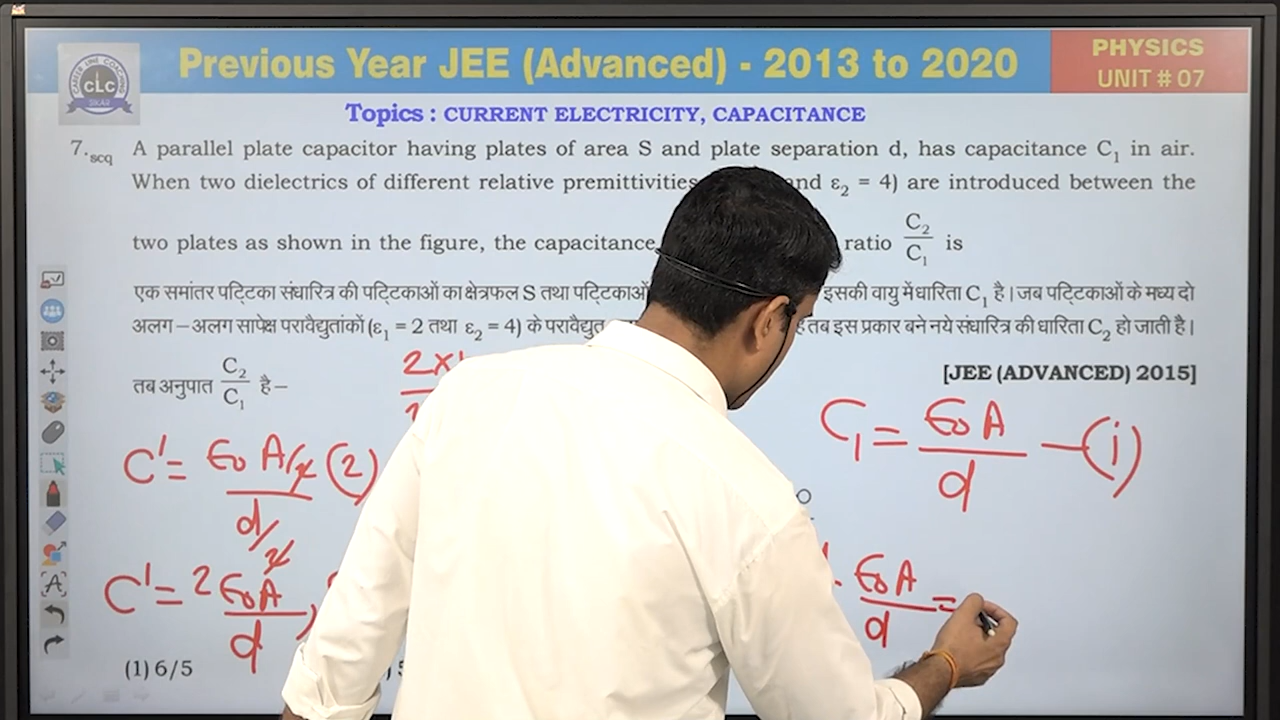 Previous Year JEE (Advanced) - 2013 to 2020
PHYSICS
UNIT # 07
CLC
SIKAR
Topics : CURRENT ELECTRICITY, CAPACITANCE
7. scq A parallel plate capacitor having plates of area S and plate separation d, has capacitance C₁ in air.
When two dielectrics of different relative premittivities and ε₂ = 4) are introduced between the
two plates as shown in the figure, the capacitance ratio C₂/C₁ is
एक समांतर पट्टिका संधारित्र की पट्टिकाओं का क्षेत्रफल S तथा पट्टिकाओं इसकी वायु में धारिता C₁ है। जब पट्टिकाओं के मध्य दो
अलग–अलग सापेक्ष परावैद्युतांकों (ε₁ = 2 तथा ε₂ = 4) के तब इस प्रकार बने नये संधारित्र की धारिता C₂ हो जाती है।
तब अनुपात C₂/C₁ है –
[JEE (ADVANCED) 2015]
2×
C₁ = ε₀A/d —(i)
C' = ε₀A/2 (2)
d/2
C' = 2ε₀A/d
ε₀A/d =
(1) 6/5